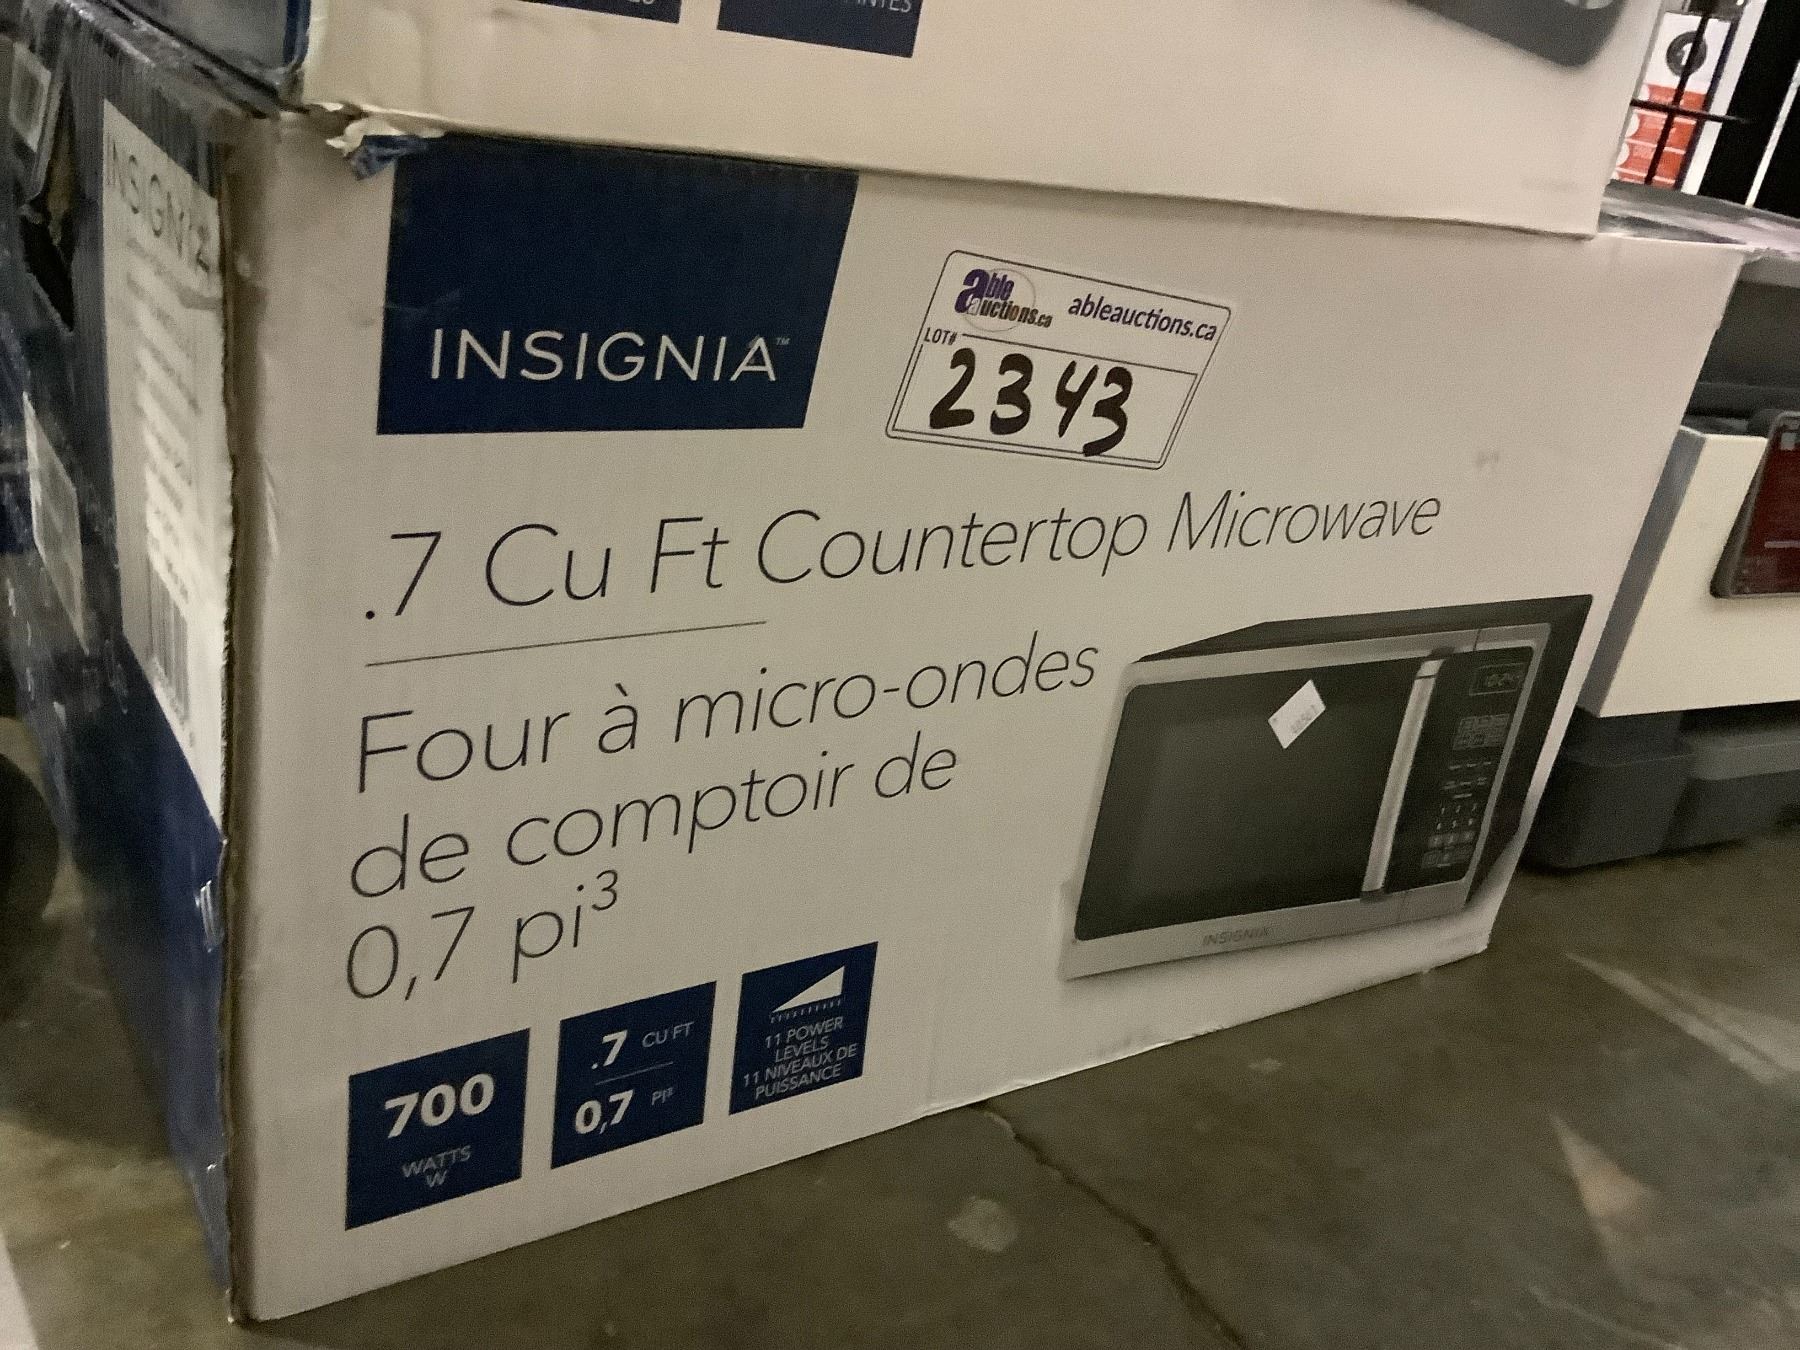 INSIGNIA™
able auctions.ca
ableauctions.ca
LOT#
2343
.7 Cu Ft Countertop Microwave
Four à micro-ondes
de comptoir de
0,7 pi³
INSIGNIA
700
WATTS
W
.7 CU FT
0,7 PI³
11 POWER
LEVELS
11 NIVEAUX DE
PUISSANCE
INSIGNIA